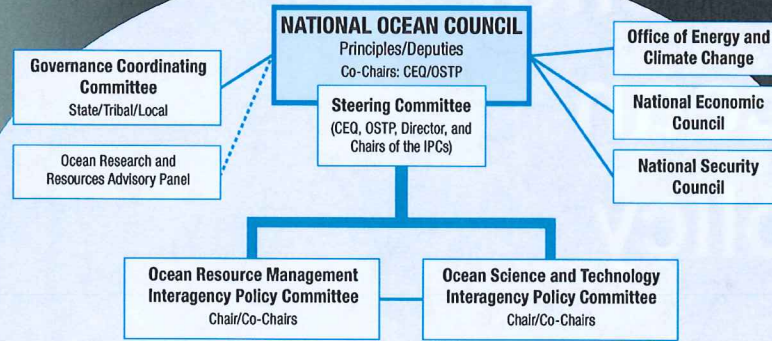 NATIONAL OCEAN COUNCIL
Principles/Deputies
Co-Chairs: CEQ/OSTP
Governance Coordinating
Committee
State/Tribal/Local
Ocean Research and
Resources Advisory Panel
Steering Committee
(CEQ, OSTP, Director, and
Chairs of the IPCs)
Office of Energy and
Climate Change
National Economic
Council
National Security
Council
Ocean Resource Management
Interagency Policy Committee
Chair/Co-Chairs
Ocean Science and Technology
Interagency Policy Committee
Chair/Co-Chairs